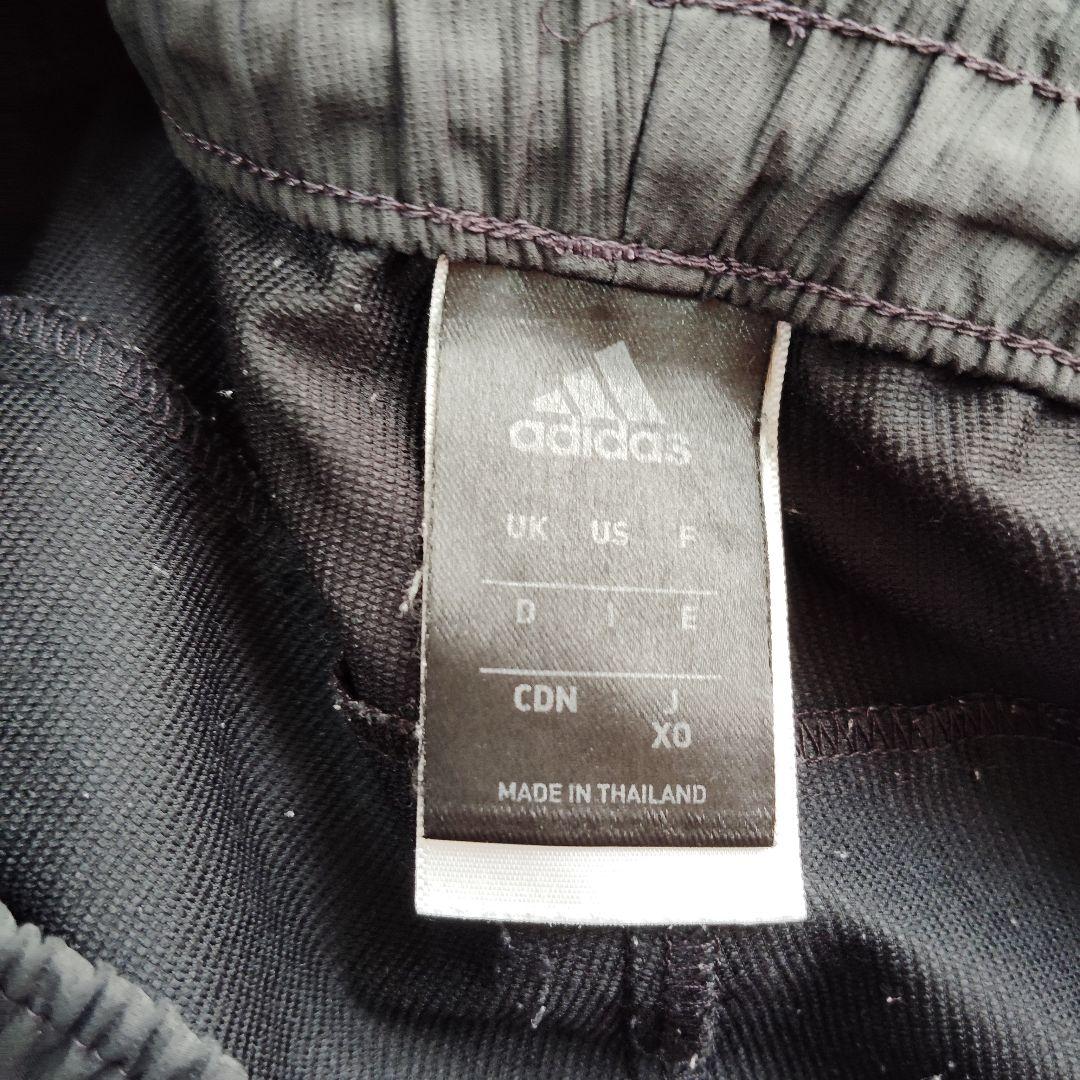 adidas
UK US F
D I E
CDN J
XO
MADE IN THAILAND